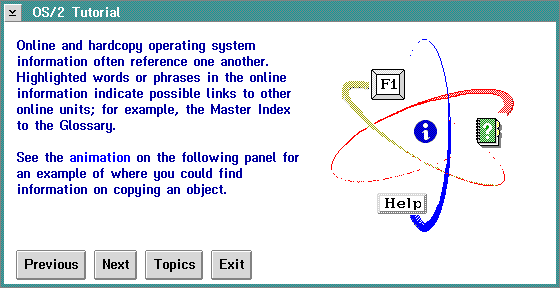 OS/2 Tutorial
Online and hardcopy operating system
information often reference one another.
Highlighted words or phrases in the online
information indicate possible links to other
online units; for example, the Master Index
to the Glossary.
See the animation on the following panel for
an example of where you could find
information on copying an object.
F1
i
?
Help
Previous Next Topics Exit